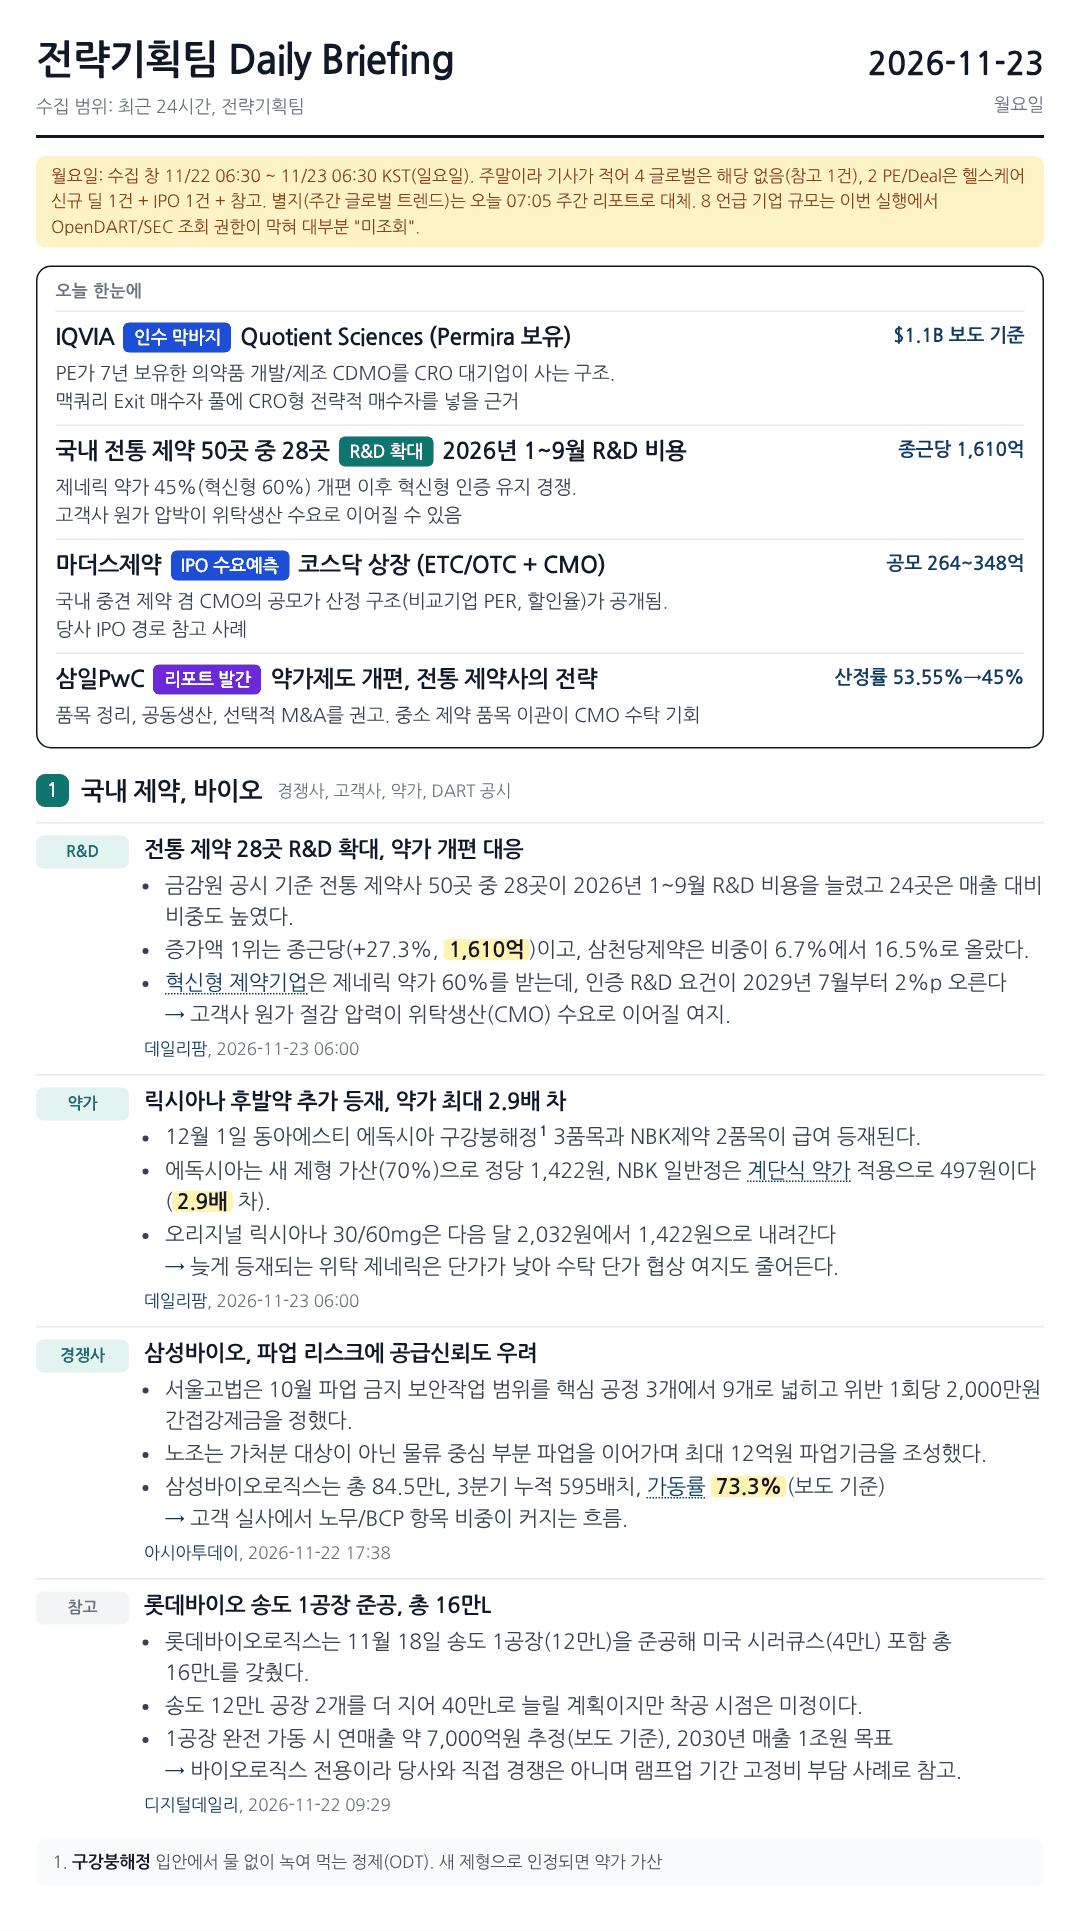 전략기획팀 Daily Briefing
2026-11-23
수집 범위: 최근 24시간, 전략기획팀
월요일
월요일: 수집 창 11/22 06:30 ~ 11/23 06:30 KST(일요일). 주말이라 기사가 적어 4 글로벌은 해당 없음(참고 1건), 2 PE/Deal은 헬스케어
신규 딜 1건 + IPO 1건 + 참고. 별지(주간 글로벌 트렌드)는 오늘 07:05 주간 리포트로 대체. 8 언급 기업 규모는 이번 실행에서
OpenDART/SEC 조회 권한이 막혀 대부분 "미조회".
오늘 한눈에
IQVIA 인수 막바지 Quotient Sciences (Permira 보유)
$1.1B 보도 기준
PE가 7년 보유한 의약품 개발/제조 CDMO를 CRO 대기업이 사는 구조.
맥쿼리 Exit 매수자 풀에 CRO형 전략적 매수자를 넣을 근거
국내 전통 제약 50곳 중 28곳 R&D 확대 2026년 1~9월 R&D 비용
종근당 1,610억
제네릭 약가 45%(혁신형 60%) 개편 이후 혁신형 인증 유지 경쟁.
고객사 원가 압박이 위탁생산 수요로 이어질 수 있음
마더스제약 IPO 수요예측 코스닥 상장 (ETC/OTC + CMO)
공모 264~348억
국내 중견 제약 겸 CMO의 공모가 산정 구조(비교기업 PER, 할인율)가 공개됨.
당사 IPO 경로 참고 사례
삼일PwC 리포트 발간 약가제도 개편, 전통 제약사의 전략
산정률 53.55%→45%
품목 정리, 공동생산, 선택적 M&A를 권고. 중소 제약 품목 이관이 CMO 수탁 기회
1 국내 제약, 바이오 경쟁사, 고객사, 약가, DART 공시
R&D
전통 제약 28곳 R&D 확대, 약가 개편 대응
• 금감원 공시 기준 전통 제약사 50곳 중 28곳이 2026년 1~9월 R&D 비용을 늘렸고 24곳은 매출 대비
비중도 높였다.
• 증가액 1위는 종근당(+27.3%, 1,610억)이고, 삼천당제약은 비중이 6.7%에서 16.5%로 올랐다.
• 혁신형 제약기업은 제네릭 약가 60%를 받는데, 인증 R&D 요건이 2029년 7월부터 2%p 오른다
→ 고객사 원가 절감 압력이 위탁생산(CMO) 수요로 이어질 여지.
데일리팜, 2026-11-23 06:00
약가
릭시아나 후발약 추가 등재, 약가 최대 2.9배 차
• 12월 1일 동아에스티 에독시아 구강붕해정¹ 3품목과 NBK제약 2품목이 급여 등재된다.
• 에독시아는 새 제형 가산(70%)으로 정당 1,422원, NBK 일반정은 계단식 약가 적용으로 497원이다
(2.9배 차).
• 오리지널 릭시아나 30/60mg은 다음 달 2,032원에서 1,422원으로 내려간다
→ 늦게 등재되는 위탁 제네릭은 단가가 낮아 수탁 단가 협상 여지도 줄어든다.
데일리팜, 2026-11-23 06:00
경쟁사
삼성바이오, 파업 리스크에 공급신뢰도 우려
• 서울고법은 10월 파업 금지 보안작업 범위를 핵심 공정 3개에서 9개로 넓히고 위반 1회당 2,000만원
간접강제금을 정했다.
• 노조는 가처분 대상이 아닌 물류 중심 부분 파업을 이어가며 최대 12억원 파업기금을 조성했다.
• 삼성바이오로직스는 총 84.5만L, 3분기 누적 595배치, 가동률 73.3%(보도 기준)
→ 고객 실사에서 노무/BCP 항목 비중이 커지는 흐름.
아시아투데이, 2026-11-22 17:38
참고
롯데바이오 송도 1공장 준공, 총 16만L
• 롯데바이오로직스는 11월 18일 송도 1공장(12만L)을 준공해 미국 시러큐스(4만L) 포함 총
16만L를 갖췄다.
• 송도 12만L 공장 2개를 더 지어 40만L로 늘릴 계획이지만 착공 시점은 미정이다.
• 1공장 완전 가동 시 연매출 약 7,000억원 추정(보도 기준), 2030년 매출 1조원 목표
→ 바이오로직스 전용이라 당사와 직접 경쟁은 아니며 램프업 기간 고정비 부담 사례로 참고.
디지털데일리, 2026-11-22 09:29
1. 구강붕해정 입안에서 물 없이 녹여 먹는 정제(ODT). 새 제형으로 인정되면 약가 가산